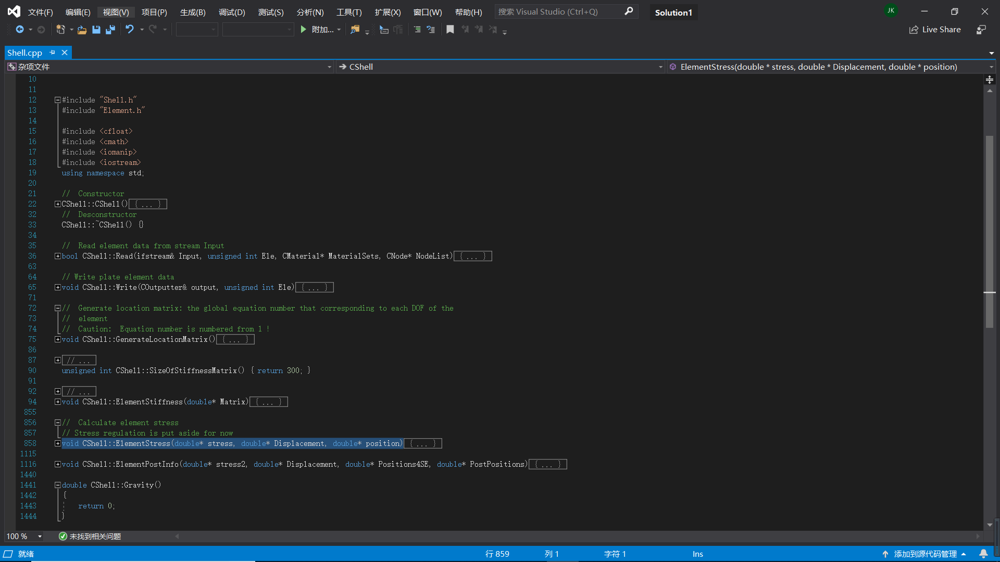 文件(F) 编辑(E) 视图(V) 项目(P) 生成(B) 调试(D) 测试(S) 分析(N) 工具(T) 扩展(X) 窗口(W) 帮助(H) 搜索 Visual Studio (Ctrl+Q) Solution1 JK
附加... Live Share
Shell.cpp
杂项文件 CShell ElementStress(double * stress, double * Displacement, double * position)
10
11
12 #include "Shell.h"
13 #include "Element.h"
14
15 #include <cfloat>
16 #include <cmath>
17 #include <iomanip>
18 #include <iostream>
19 using namespace std;
20
21 //  Constructor
22 CShell::CShell(){ ... }
32 //  Desconstructor
33 CShell::~CShell() {}
34
35 //  Read element data from stream Input
36 bool CShell::Read(ifstream& Input, unsigned int Ele, CMaterial* MaterialSets, CNode* NodeList){ ... }
63
64 // Write plate element data
65 void CShell::Write(COutputter& output, unsigned int Ele){ ... }
71
72 //  Generate location matrix: the global equation number that corresponding to each DOF of the
73 //  element
74 //  Caution:  Equation number is numbered from 1 !
75 void CShell::GenerateLocationMatrix(){ ... }
86
87 // ...
90 unsigned int CShell::SizeOfStiffnessMatrix() { return 300; }
91
92 // ...
94 void CShell::ElementStiffness(double* Matrix){ ... }
855
856 //  Calculate element stress
857 // Stress regulation is put aside for now
858 void CShell::ElementStress(double* stress, double* Displacement, double* position){ ... }
1115
1116 void CShell::ElementPostInfo(double* stress2, double* Displacement, double* Positions4SE, double* PostPositions){ ... }
1440
1441 double CShell::Gravity()
1442 {
1443 return 0;
1444 }
100 % 未找到相关问题
就绪 行 859 列 1 字符 1 Ins 添加到源代码管理